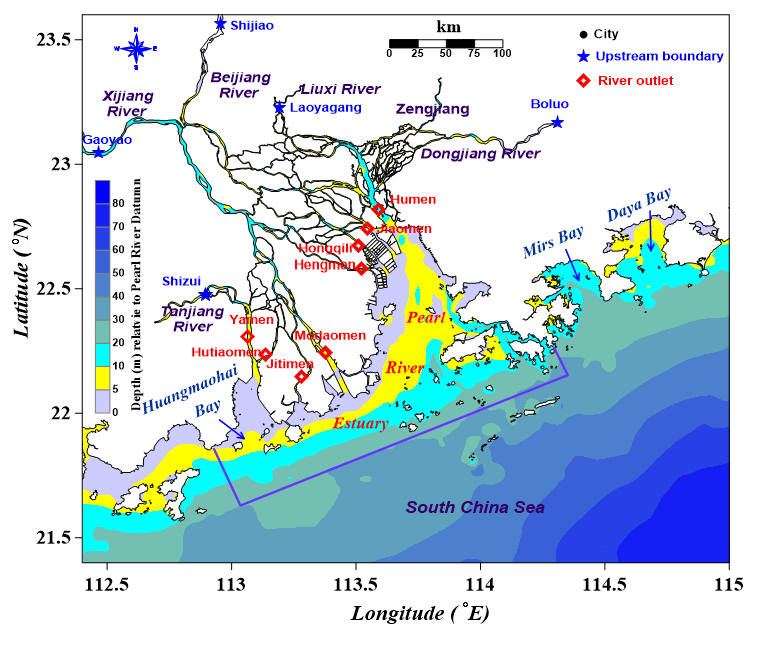 23.5
23
22.5
22
21.5
Latitude ( °N)
112.5
113
113.5
114
114.5
115
Longitude ( °E)
N
W
E
S
km
0
25
50
75
100
City
Upstream boundary
River outlet
Shijiao
Beijiang
River
Liuxi River
Laoyagang
Zengjiang
Boluo
Xijiang
River
Gaoyao
Dongjiang River
Humen
Jiaomen
Hongqili
Hengmen
Daya Bay
Mirs Bay
80
70
60
50
40
30
20
10
5
0
Depth (m) relatvie to Pearl River Datumn
Shizui
Tanjiang
River
Yamen
Hutiaomen
Jitimen
Modaomen
Pearl
River
Estuary
Huangmaohai
Bay
South China Sea